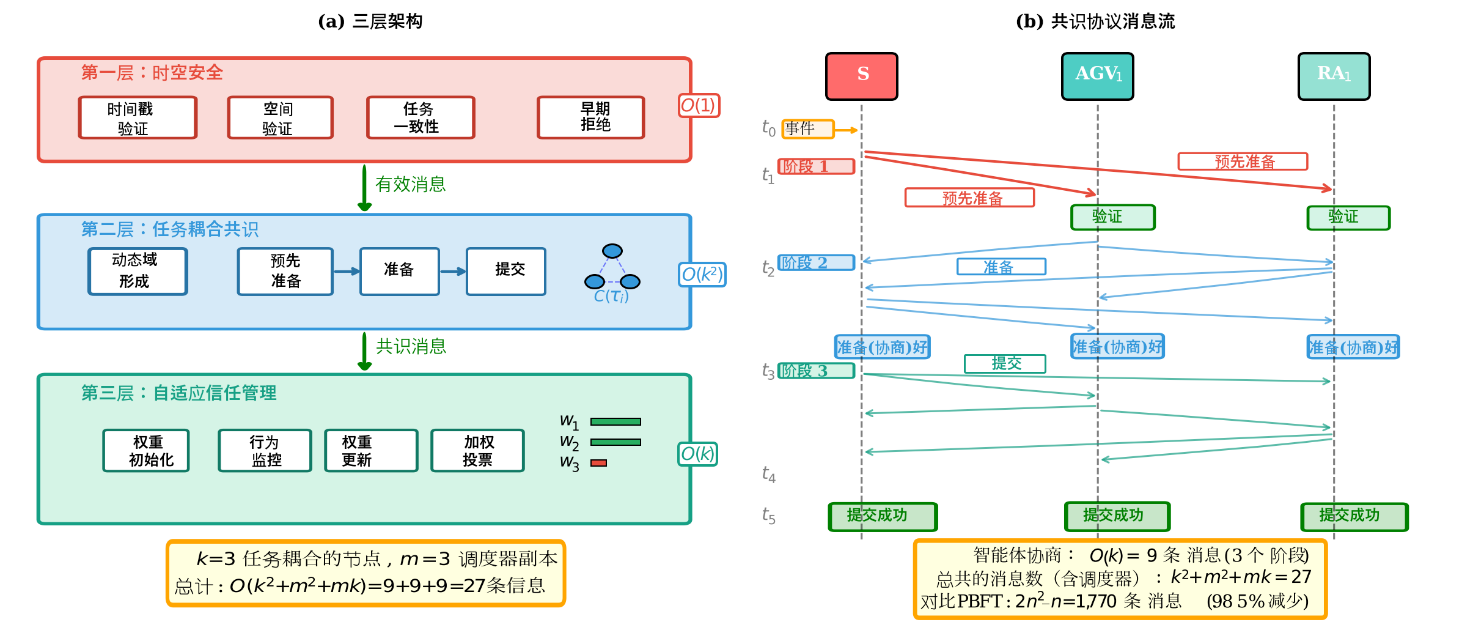 (a) 三层架构
第一层：时空安全
时间戳
验证
空间
验证
任务
一致性
早期
拒绝
O(1)
有效消息
第二层：任务耦合共识
动态域
形成
预先
准备
准备
提交
C(τᵢ)
O(k²)
共识消息
第三层：自适应信任管理
权重
初始化
行为
监控
权重
更新
加权
投票
w₁
w₂
w₃
O(k)
k=3 任务耦合的节点 , m=3 调度器副本
总计 : O(k²+m²+mk)=9+9+9=27条信息
(b) 共识协议消息流
S
AGV₁
RA₁
t₀
事件
t₁
阶段 1
预先准备
预先准备
验证
验证
t₂
阶段 2
准备
准备(协商)好
准备(协商)好
准备(协商)好
t₃
阶段 3
提交
t₄
t₅
提交成功
提交成功
提交成功
智能体协商： O(k) = 9 条 消息 (3 个 阶段)
总共的消息数（含调度器）: k²+m²+mk = 27
对比PBFT : 2n²–n=1,770 条 消息 (98 5% 减少)